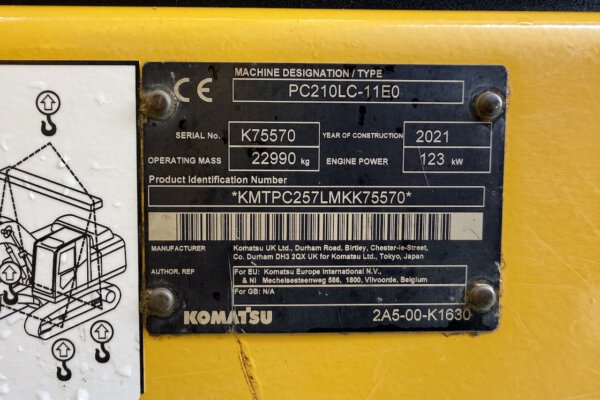 CE
MACHINE DESIGNATION / TYPE
PC210LC-11E0
SERIAL No. K75570 YEAR OF CONSTRUCTION 2021
OPERATING MASS 22990 kg ENGINE POWER 123 kW
Product Identification Number
*KMTPC257LMKK75570*
MANUFACTURER Komatsu UK Ltd., Durham Road, Birtley, Chester-le-Street,
Co. Durham DH3 2QX UK for Komatsu Ltd., Tokyo, Japan
AUTHOR. REP For EU: Komatsu Europe International N.V.,
& NI Mechelsesteenweg 586, 1800, Vilvoorde, Belgium
For GB: N/A
KOMATSU 2A5-00-K1630